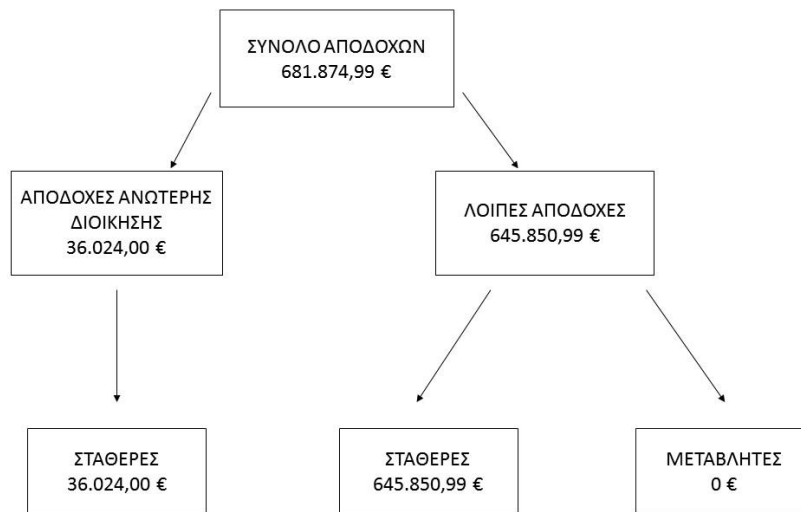 ΣΥΝΟΛΟ ΑΠΟΔΟΧΩΝ
681.874,99 €
ΑΠΟΔΟΧΕΣ ΑΝΩΤΕΡΗΣ
ΔΙΟΙΚΗΣΗΣ
36.024,00 €
ΛΟΙΠΕΣ ΑΠΟΔΟΧΕΣ
645.850,99 €
ΣΤΑΘΕΡΕΣ
36.024,00 €
ΣΤΑΘΕΡΕΣ
645.850,99 €
ΜΕΤΑΒΛΗΤΕΣ
0 €